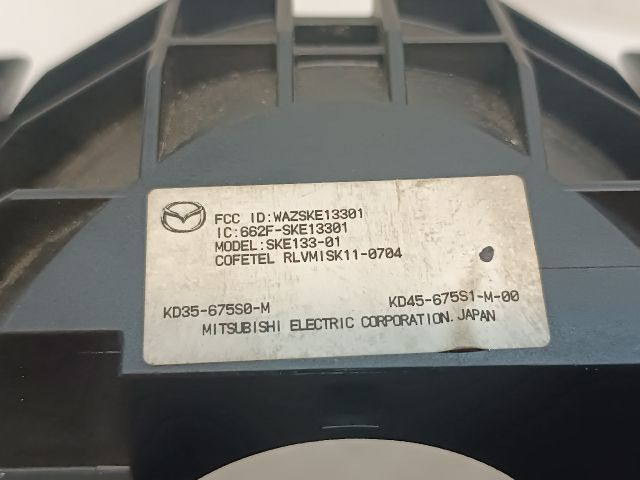 FCC ID:WAZSKE13301
IC:662F-SKE13301
MODEL:SKE133-01
COFETEL RLVMISK11-0704
KD35-675S0-M KD45-675S1-M-00
MITSUBISHI ELECTRIC CORPORATION.JAPAN